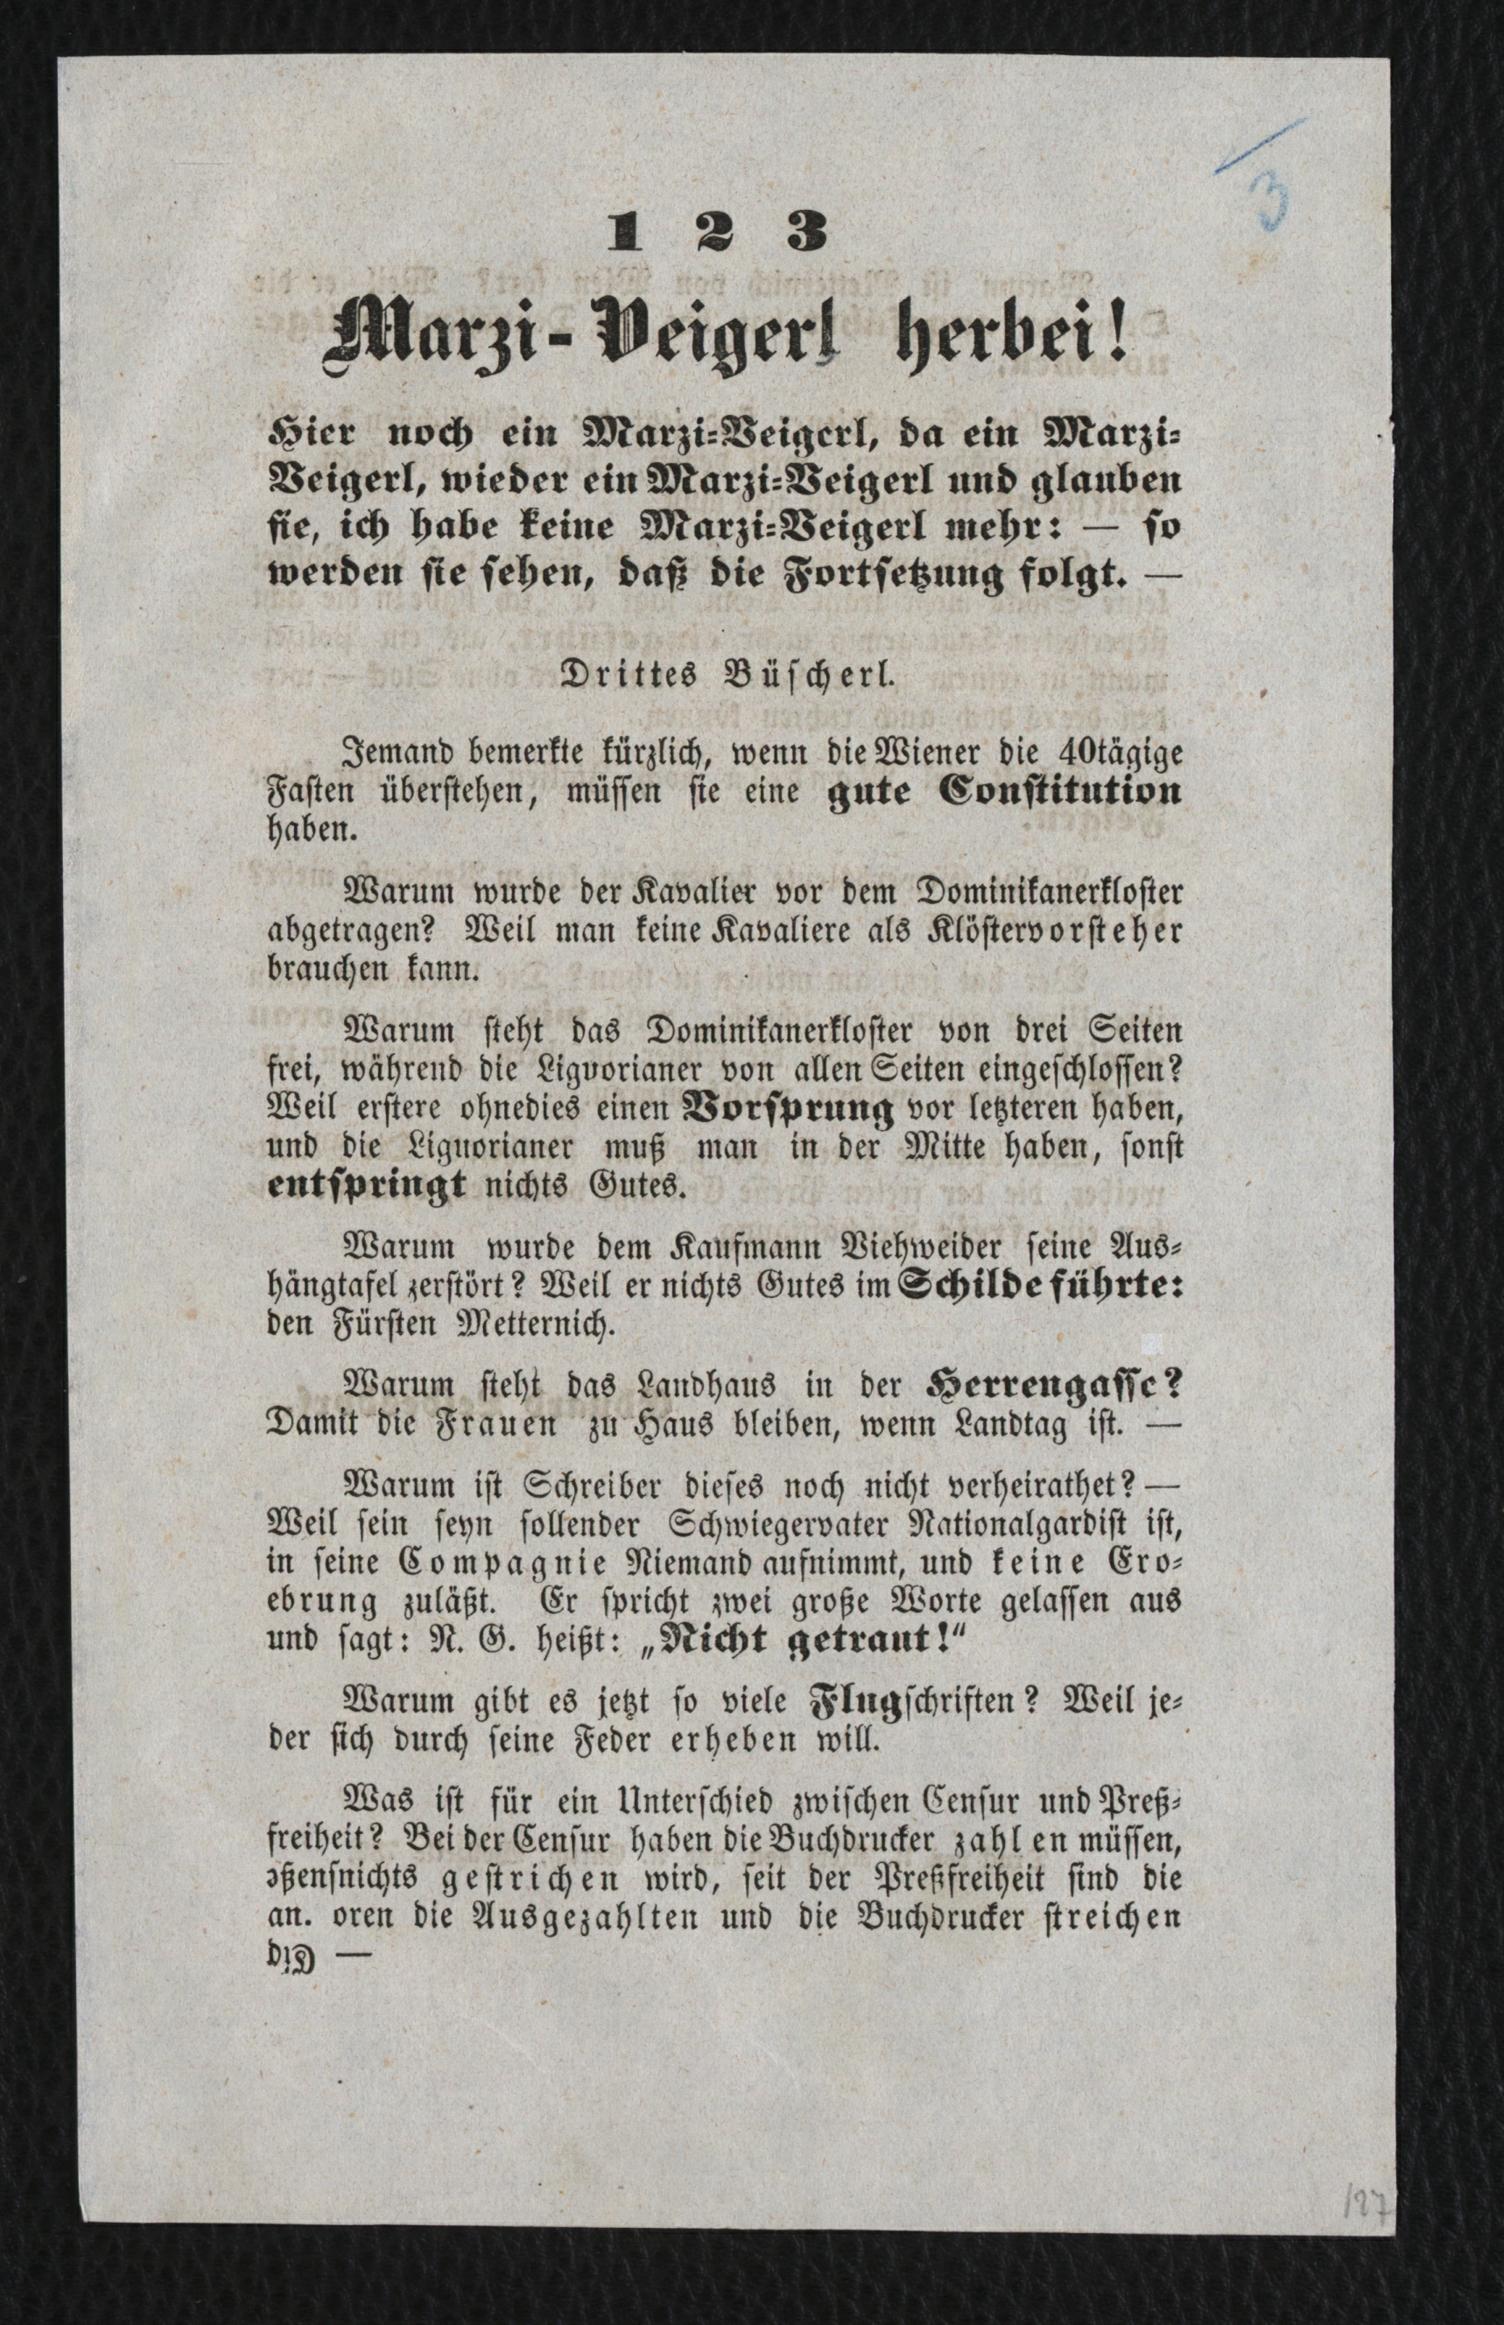 3
1 2 3
Marzi-Veigerl herbei!
Hier noch ein Marzi-Veigerl, da ein Marzi-
Veigerl, wieder ein Marzi-Veigerl und glauben
sie, ich habe keine Marzi-Veigerl mehr: — so
werden sie sehen, daß die Fortsetzung folgt. —
Drittes Büscherl.
Jemand bemerkte kürzlich, wenn die Wiener die 40tägige
Fasten überstehen, müssen sie eine gute Constitution
haben.
Warum wurde der Kavalier vor dem Dominikanerkloster
abgetragen? Weil man keine Kavaliere als Klöstervorsteher
brauchen kann.
Warum steht das Dominikanerkloster von drei Seiten
frei, während die Ligvorianer von allen Seiten eingeschlossen?
Weil erstere ohnedies einen Vorsprung vor letzteren haben,
und die Liguorianer muß man in der Mitte haben, sonst
entspringt nichts Gutes.
Warum wurde dem Kaufmann Viehweider seine Aus-
hängtafel zerstört? Weil er nichts Gutes im Schilde führte:
den Fürsten Metternich.
Warum steht das Landhaus in der Herrengasse?
Damit die Frauen zu Haus bleiben, wenn Landtag ist. —
Warum ist Schreiber dieses noch nicht verheirathet? —
Weil sein seyn sollender Schwiegervater Nationalgardist ist,
in seine Compagnie Niemand aufnimmt, und keine Ero-
ebrung zuläßt. Er spricht zwei große Worte gelassen aus
und sagt: N. G. heißt: „Nicht getraut!“
Warum gibt es jetzt so viele Flugschriften? Weil je-
der sich durch seine Feder erheben will.
Was ist für ein Unterschied zwischen Censur und Preß-
freiheit? Bei der Censur haben die Buchdrucker zahlen müssen,
ɔßensnichts gestrichen wird, seit der Preßfreiheit sind die
an. oren die Ausgezahlten und die Buchdrucker streichen
—
127